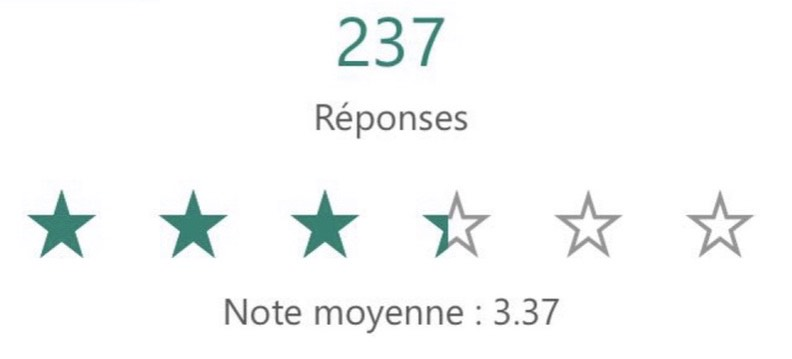 237
Réponses
Note moyenne : 3.37